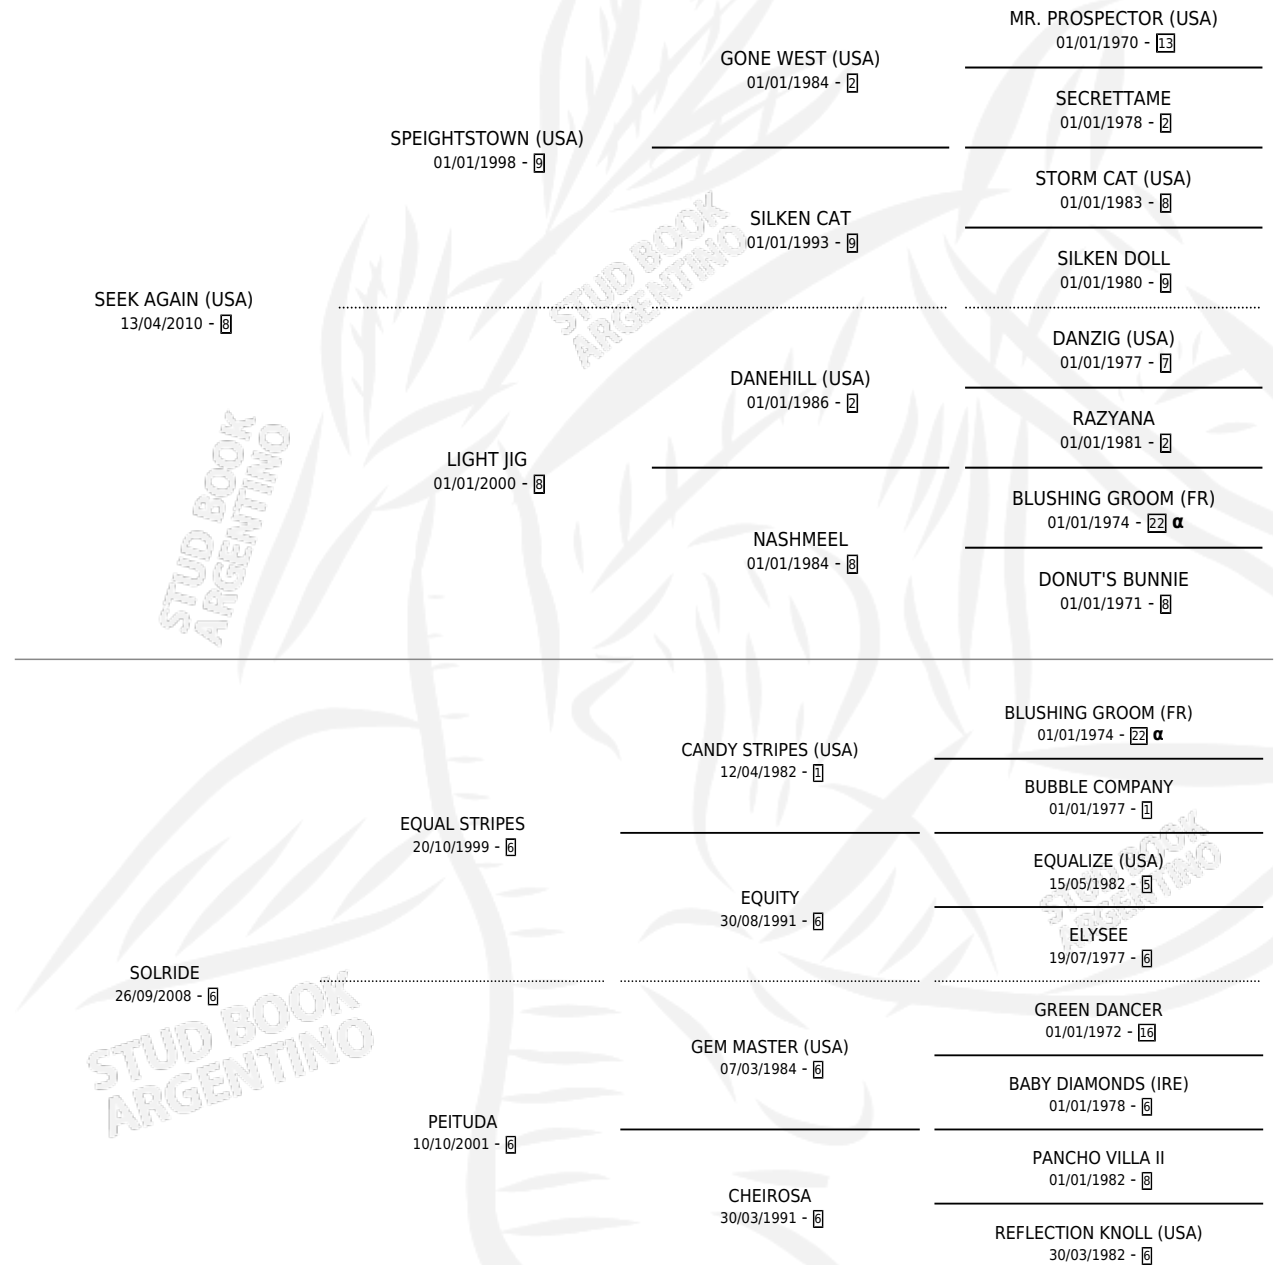 MR. PROSPECTOR (USA)
01/01/1970 - 13
GONE WEST (USA)
01/01/1984 - 2
SECRETTAME
01/01/1978 - 2
SPEIGHTSTOWN (USA)
01/01/1998 - 9
STORM CAT (USA)
01/01/1983 - 8
SILKEN CAT
01/01/1993 - 9
SILKEN DOLL
01/01/1980 - 9
STUD BOOK
ARGENTINO
SEEK AGAIN (USA)
13/04/2010 - 8
DANZIG (USA)
01/01/1977 - 7
DANEHILL (USA)
01/01/1986 - 2
RAZYANA
01/01/1981 - 2
LIGHT JIG
01/01/2000 - 8
BLUSHING GROOM (FR)
01/01/1974 - 22 α
NASHMEEL
01/01/1984 - 8
DONUT'S BUNNIE
01/01/1971 - 8
STUD BOOK
ARGENTINO
BLUSHING GROOM (FR)
01/01/1974 - 22 α
CANDY STRIPES (USA)
12/04/1982 - 1
BUBBLE COMPANY
01/01/1977 - 1
EQUAL STRIPES
20/10/1999 - 6
EQUALIZE (USA)
15/05/1982 - 5
EQUITY
30/08/1991 - 6
ELYSEE
19/07/1977 - 6
STUD BOOK
ARGENTINO
SOLRIDE
26/09/2008 - 6
GREEN DANCER
01/01/1972 - 16
GEM MASTER (USA)
07/03/1984 - 6
BABY DIAMONDS (IRE)
01/01/1978 - 6
PEITUDA
10/10/2001 - 6
PANCHO VILLA II
01/01/1982 - 8
CHEIROSA
30/03/1991 - 6
REFLECTION KNOLL (USA)
30/03/1982 - 6
STUD BOOK
ARGENTINO